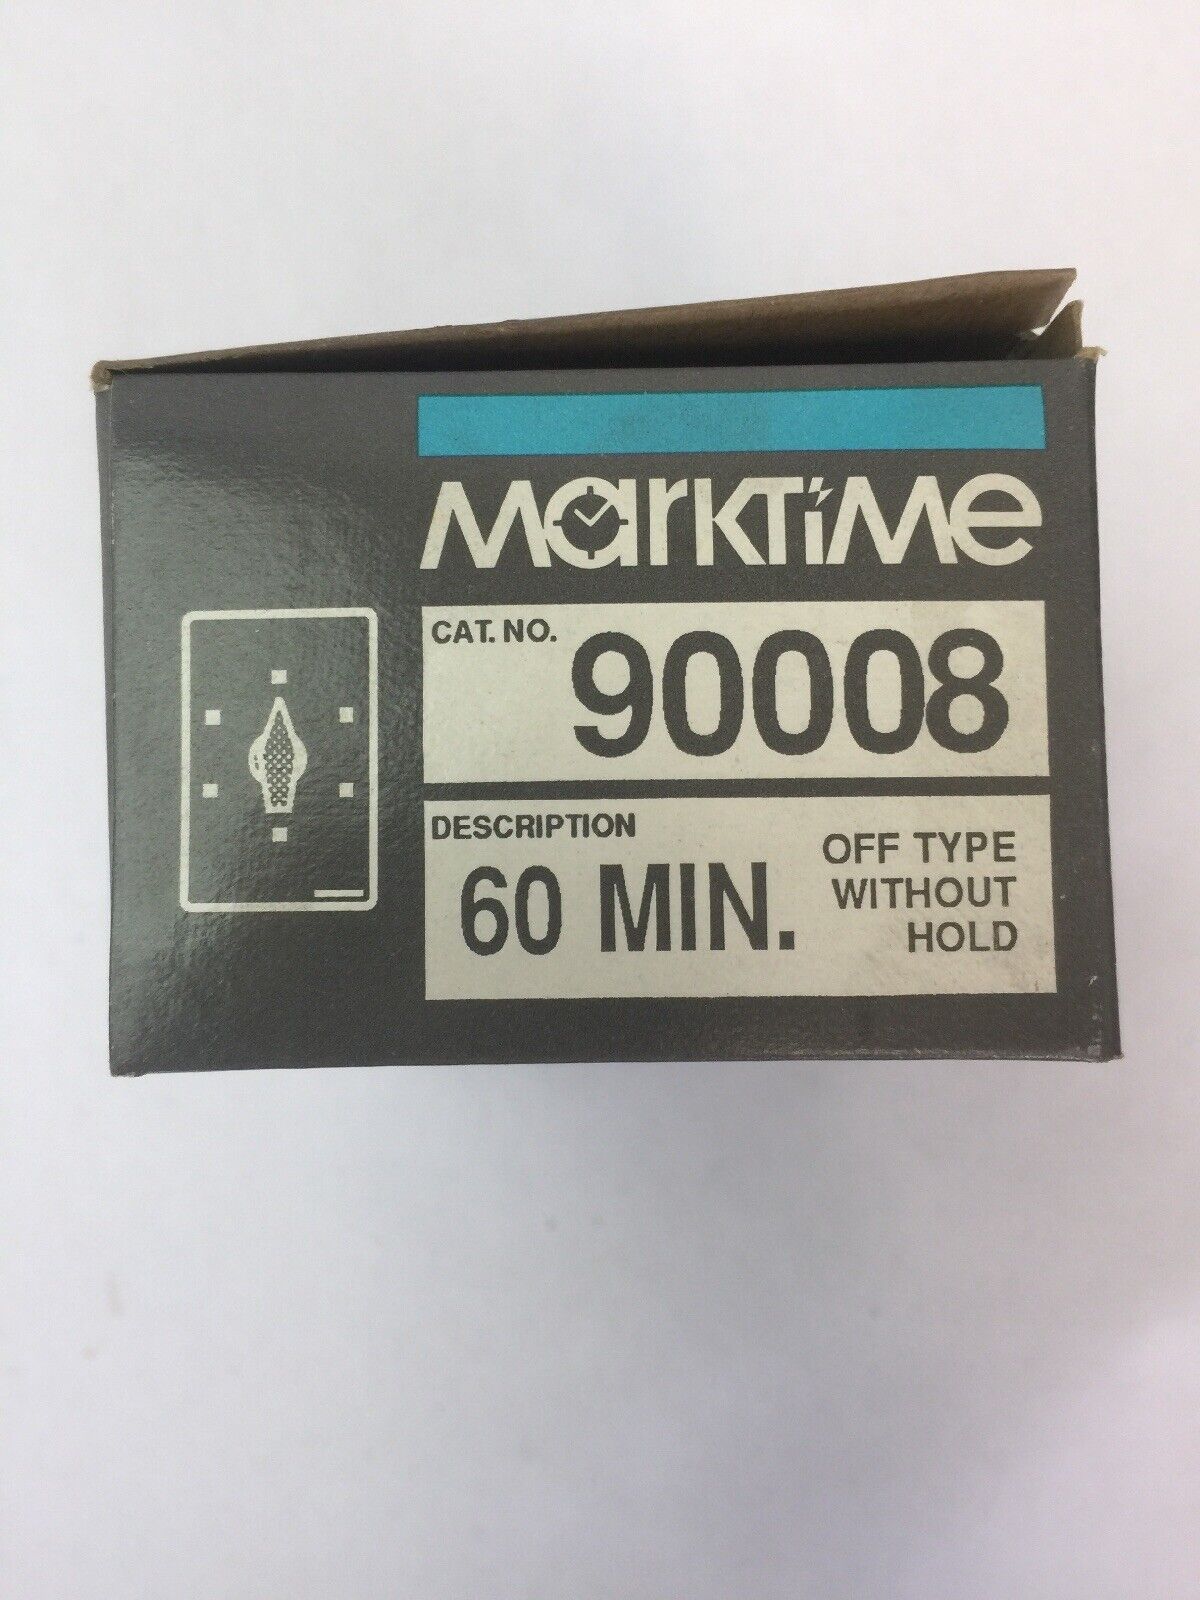 MarkTime
CAT. NO. 90008
DESCRIPTION
60 MIN.
OFF TYPE
WITHOUT
HOLD